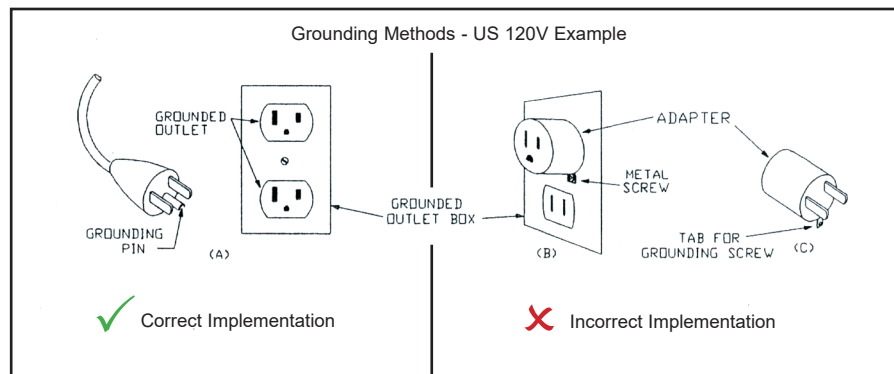 Grounding Methods - US 120V Example
GROUNDED
OUTLET
GROUNDING
PIN
(A)
GROUNDED
OUTLET BOX
ADAPTER
METAL
SCREW
(B)
TAB FOR
GROUNDING SCREW
(C)
Correct Implementation
Incorrect Implementation